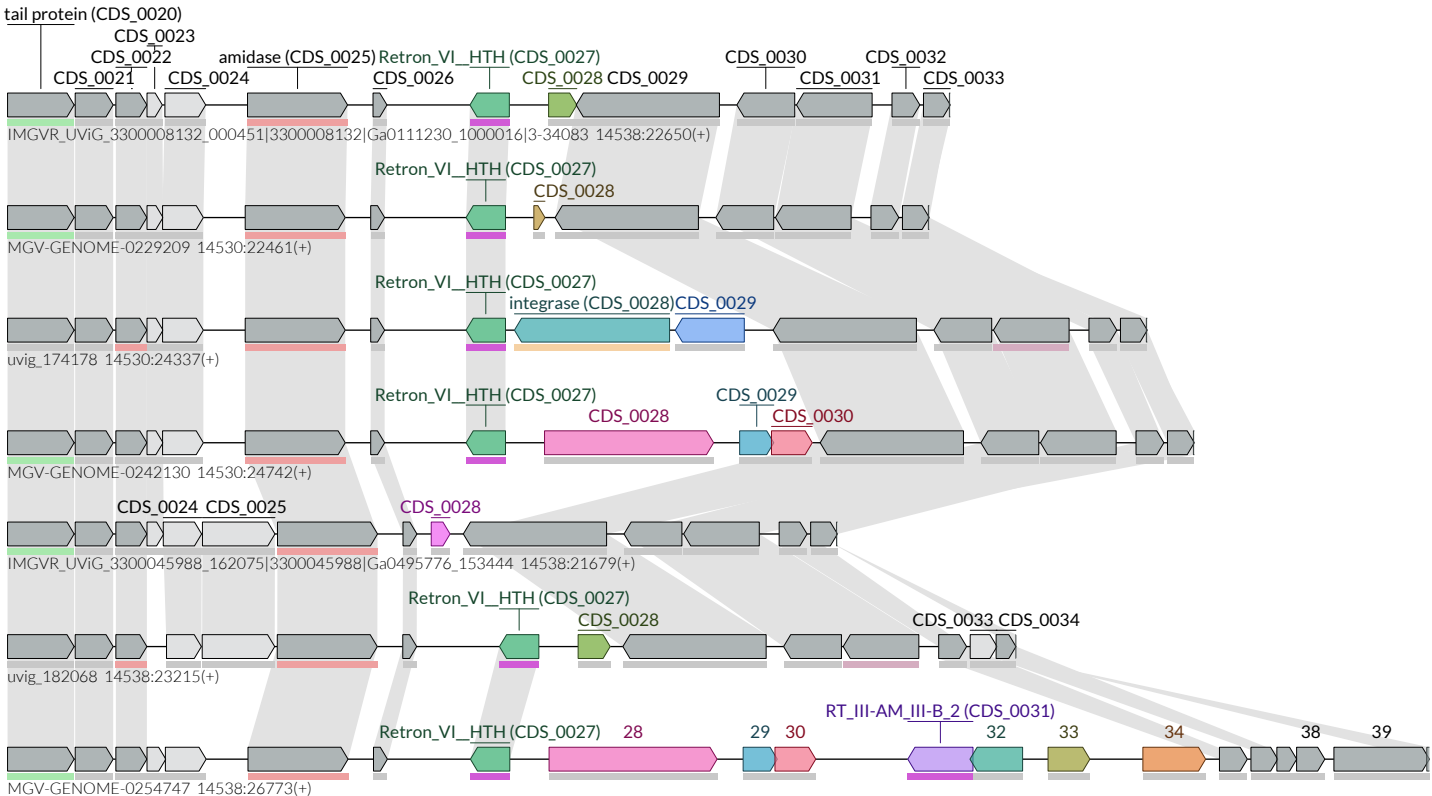 tail protein (CDS_0020)
CDS_0023
CDS_0022 amidase (CDS_0025) Retron_VI__HTH (CDS_0027) CDS_0030 CDS_0032
CDS_0021 CDS_0024 CDS_0026 CDS_0028 CDS_0029 CDS_0031 CDS_0033
IMGVR_UViG_3300008132_000451|3300008132|Ga0111230_1000016|3-34083 14538:22650(+)
Retron_VI__HTH (CDS_0027)
CDS_0028
MGV-GENOME-0229209 14530:22461(+)
Retron_VI__HTH (CDS_0027)
integrase (CDS_0028) CDS_0029
uvig_174178 14530:24337(+)
Retron_VI__HTH (CDS_0027) CDS_0029
CDS_0028 CDS_0030
MGV-GENOME-0242130 14530:24742(+)
CDS_0024 CDS_0025 CDS_0028
IMGVR_UViG_3300045988_162075|3300045988|Ga0495776_153444 14538:21679(+)
Retron_VI__HTH (CDS_0027)
CDS_0028 CDS_0033 CDS_0034
uvig_182068 14538:23215(+)
RT_III-AM_III-B_2 (CDS_0031)
Retron_VI__HTH (CDS_0027) 28 29 30 32 33 34 38 39
MGV-GENOME-0254747 14538:26773(+)